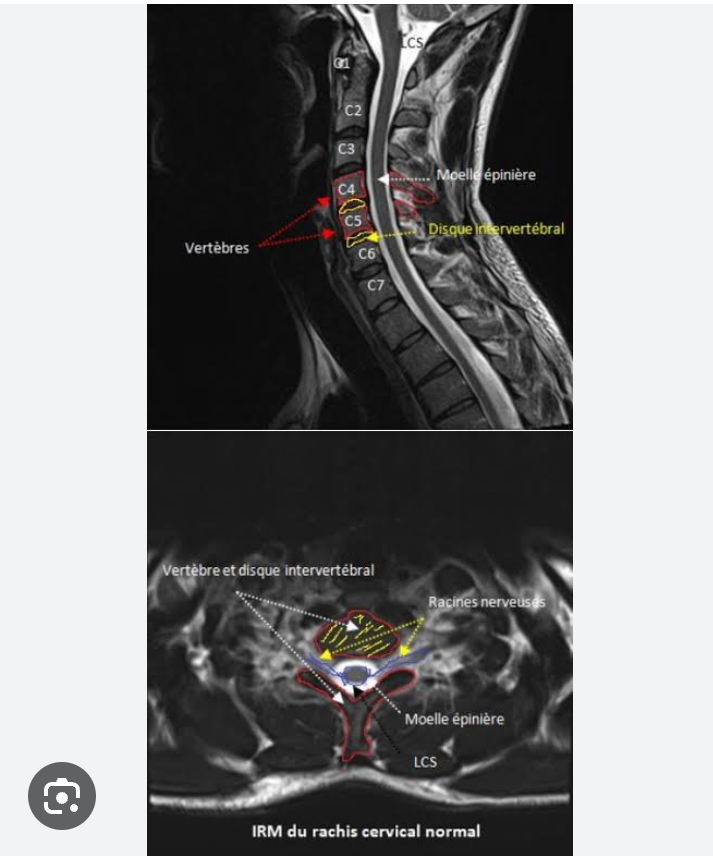 LCS
C1
C2
C3
C4
Moelle épinière
C5
Disque intervertébral
Vertèbres
C6
C7
Vertèbre et disque intervertébral
Racines nerveuses
Moelle épinière
LCS
IRM du rachis cervical normal